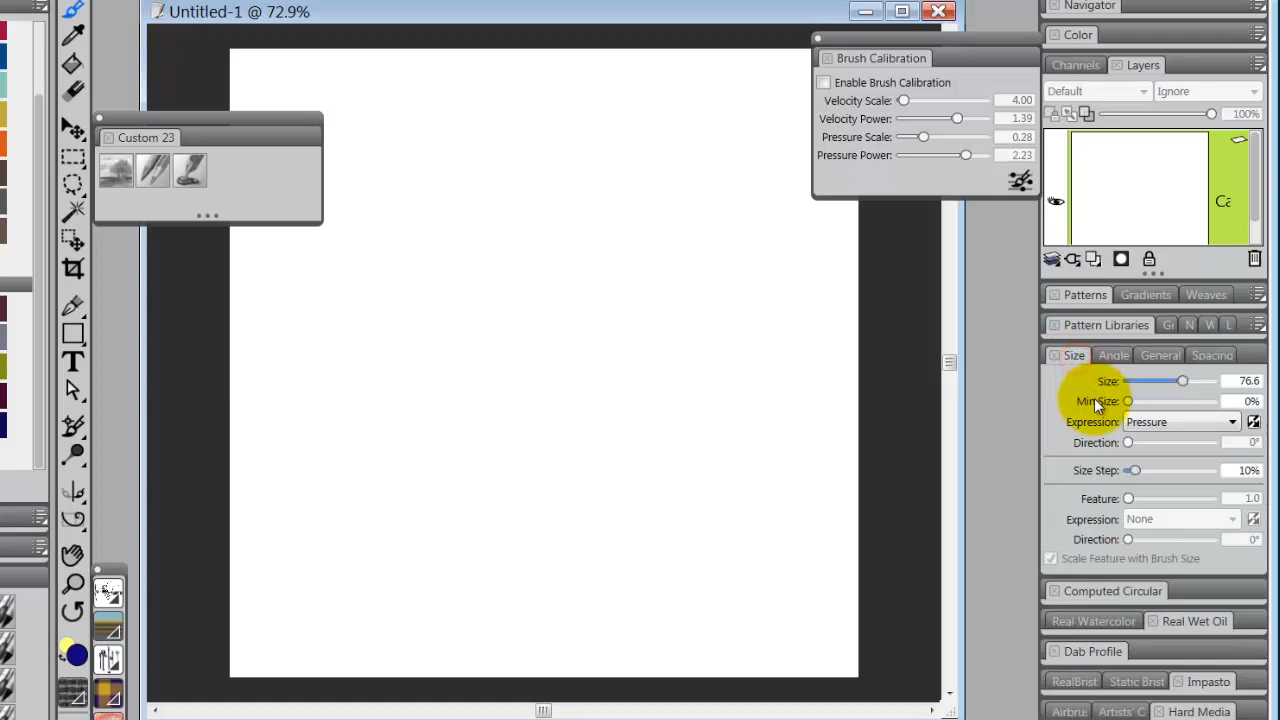 Untitled-1 @ 72.9%
Navigator
Color
Channels Layers
Default Ignore
100%
Brush Calibration
Enable Brush Calibration
Velocity Scale: 4.00
Velocity Power: 1.39
Pressure Scale: 0.28
Pressure Power: 2.23
Custom 23
Ca
Patterns Gradients Weaves
Pattern Libraries N L
Size Angle General Spacing
Size: 76.6
Min Size: 0%
Expression: Pressure
Direction: 0°
Size Step: 10%
Feature: 1.0
Expression: None
Direction: 0°
Scale Feature with Brush Size
Computed Circular
Real Watercolor Real Wet Oil
Dab Profile
RealBrist Static Brist Impasto
Airbru Artists' C Hard Media
T